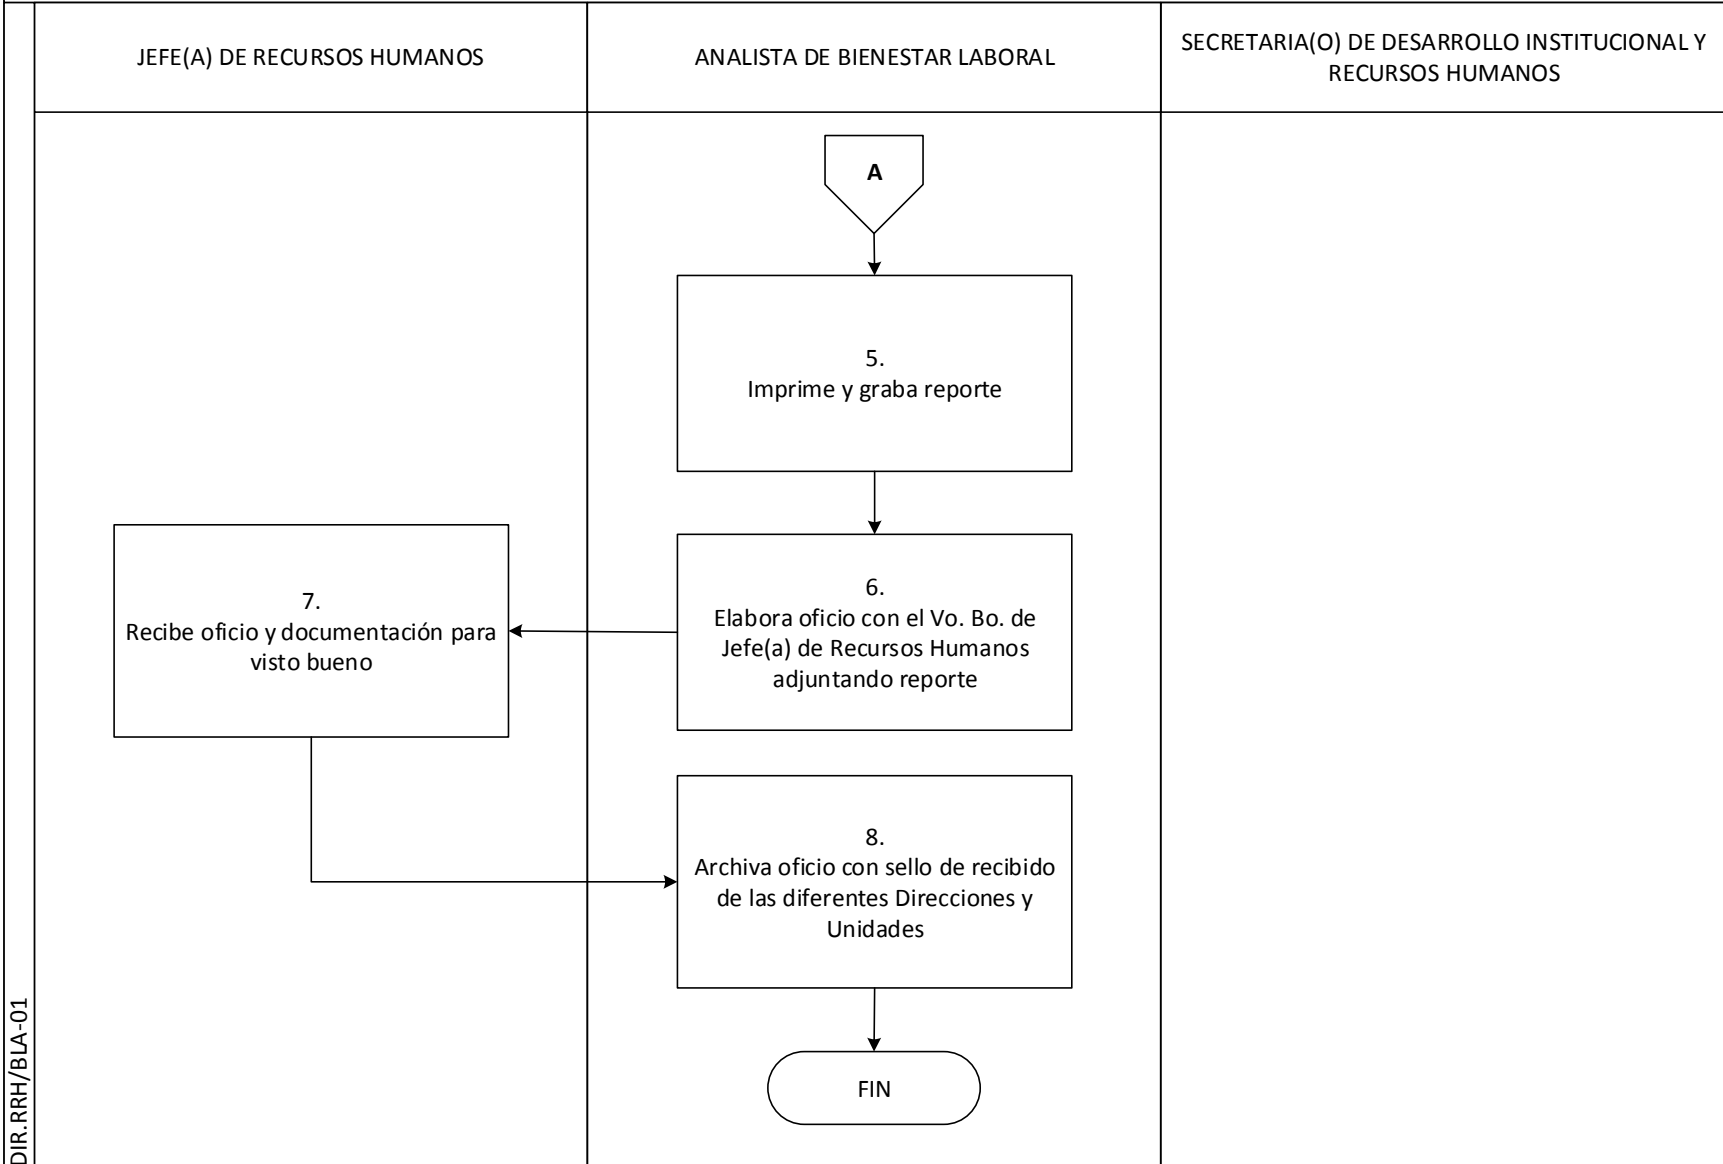 JEFE(A) DE RECURSOS HUMANOS
ANALISTA DE BIENESTAR LABORAL
SECRETARIA(O) DE DESARROLLO INSTITUCIONAL Y
RECURSOS HUMANOS
A
5.
Imprime y graba reporte
6.
Elabora oficio con el Vo. Bo. de
Jefe(a) de Recursos Humanos
adjuntando reporte
7.
Recibe oficio y documentación para
visto bueno
8.
Archiva oficio con sello de recibido
de las diferentes Direcciones y
Unidades
FIN
DIR.RRH/BLA-01